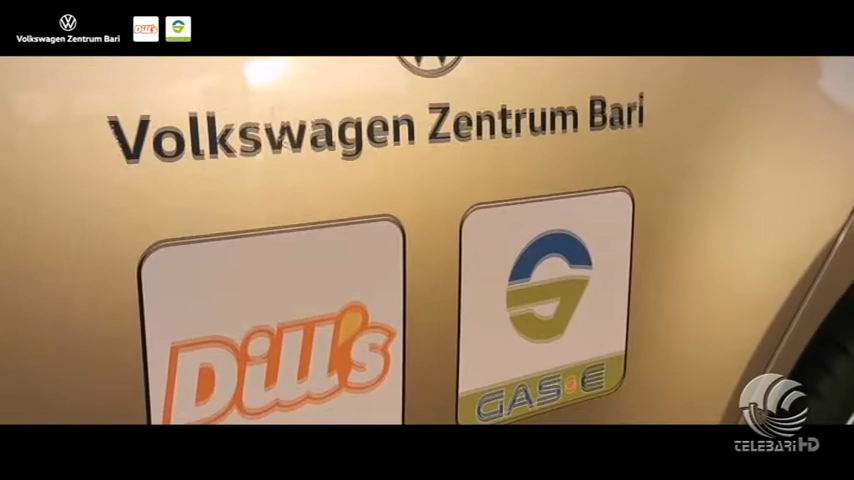 Volkswagen Zentrum Bari
Dill's
Volkswagen Zentrum Bari
Dill's
GAS•E
TELEBARI HD